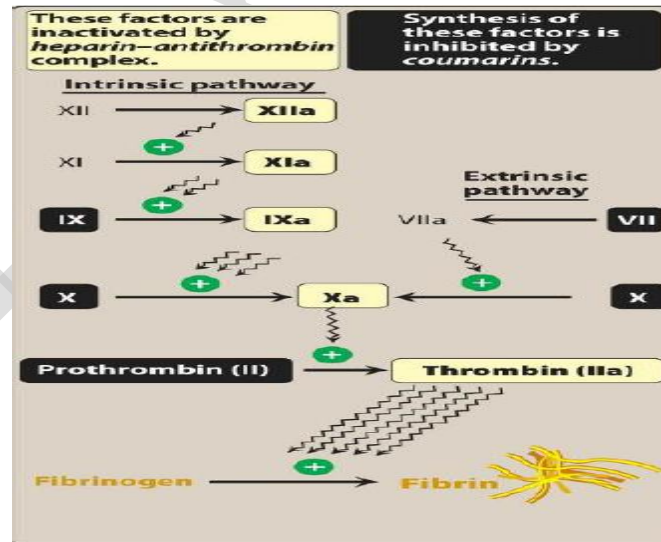 These factors are
inactivated by
heparin–antithrombin
complex.
Synthesis of
these factors is
inhibited by
coumarins.
Intrinsic pathway
XII XIIa
+
XI XIa
+
Extrinsic
pathway
IX IXa VIIa VII
+ +
X Xa X
+
Prothrombin (II) Thrombin (IIa)
+
Fibrinogen Fibrin